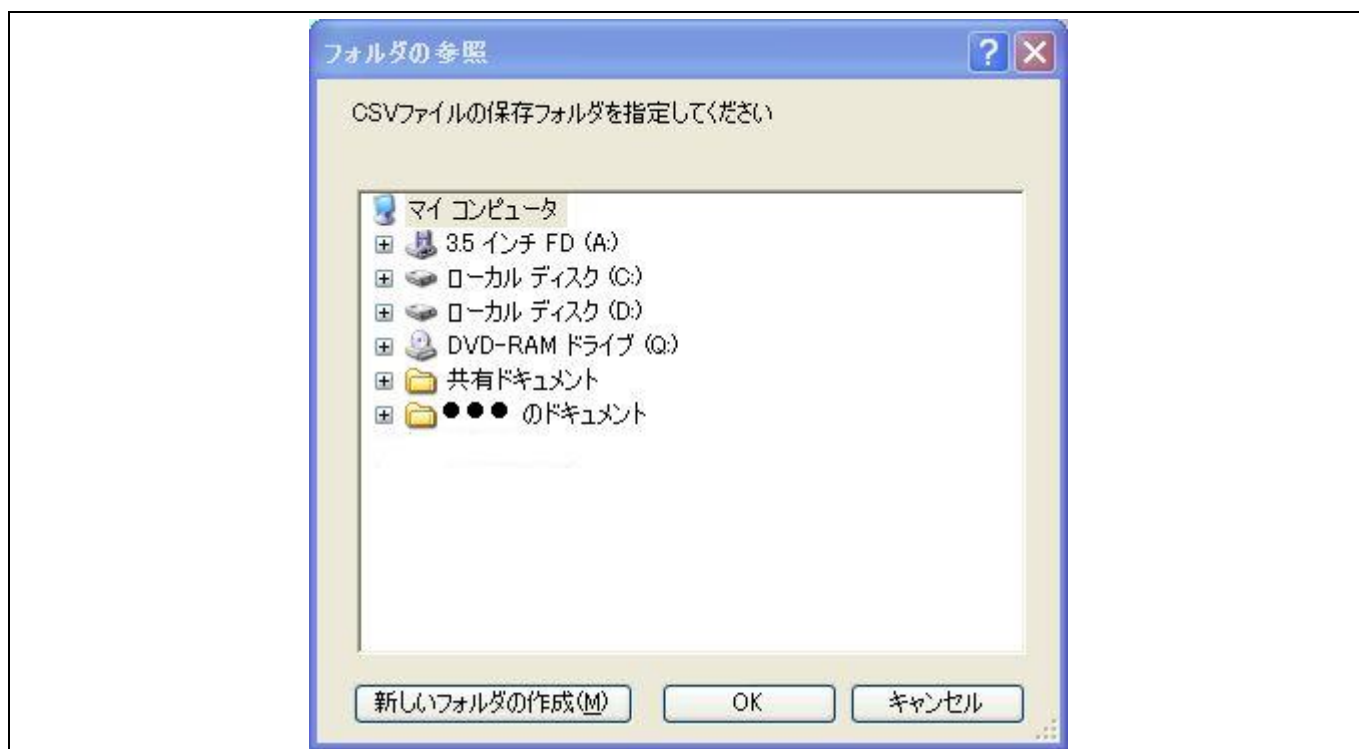 フォルダの参照
CSVファイルの保存フォルダを指定してください
マイ コンピュータ
3.5 インチ FD (A:)
ローカル ディスク (C:)
ローカル ディスク (D:)
DVD-RAM ドライブ (Q:)
共有ドキュメント
●●● のドキュメント
新しいフォルダの作成(M) OK キャンセル